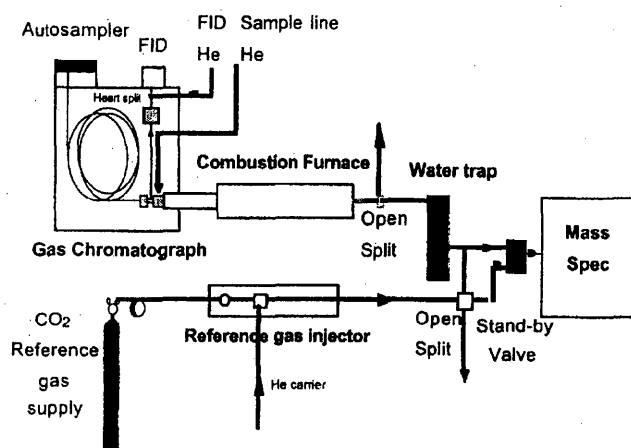 Autosampler
FID
FID
He
Sample line
He
Heart split
Combustion Furnace
Water trap
Gas Chromatograph
Open
Split
Mass
Spec
CO2
Reference
gas
supply
Reference gas injector
He carrier
Open
Split
Stand-by
Valve